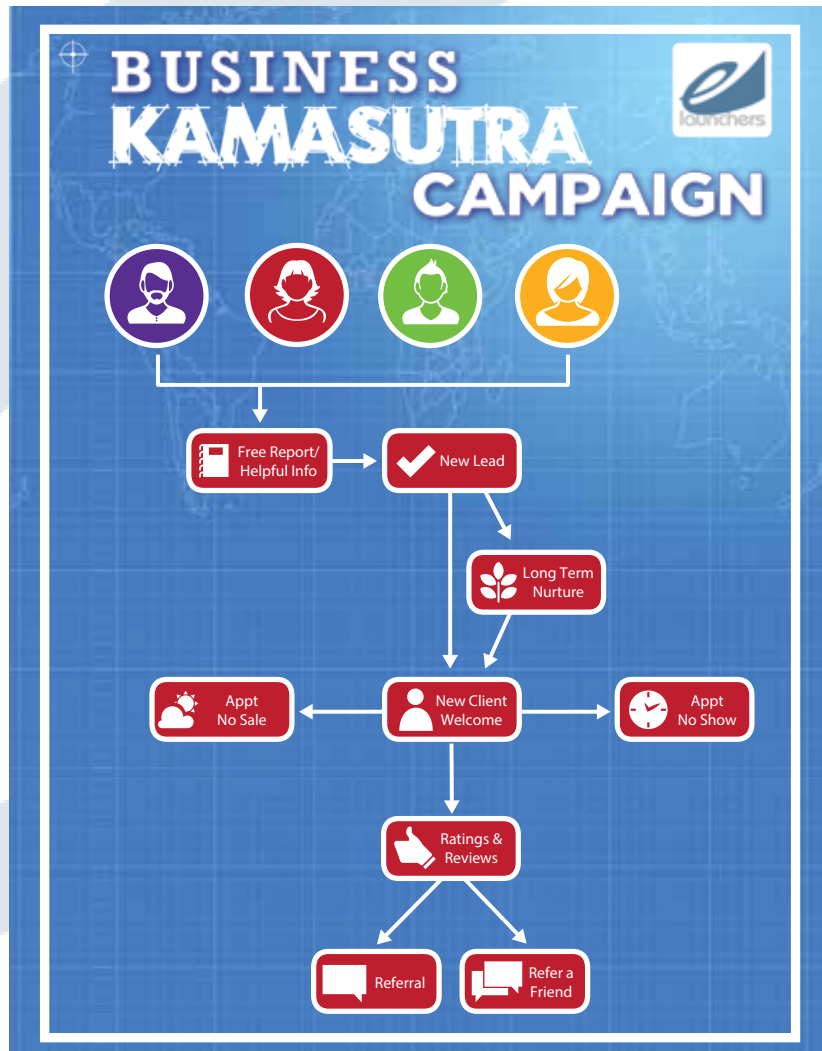 BUSINESS
KAMASUTRA
CAMPAIGN
launchers
Free Report/
Helpful Info
New Lead
Long Term
Nurture
Appt
No Sale
New Client
Welcome
Appt
No Show
Ratings &
Reviews
Referral
Refer a
Friend